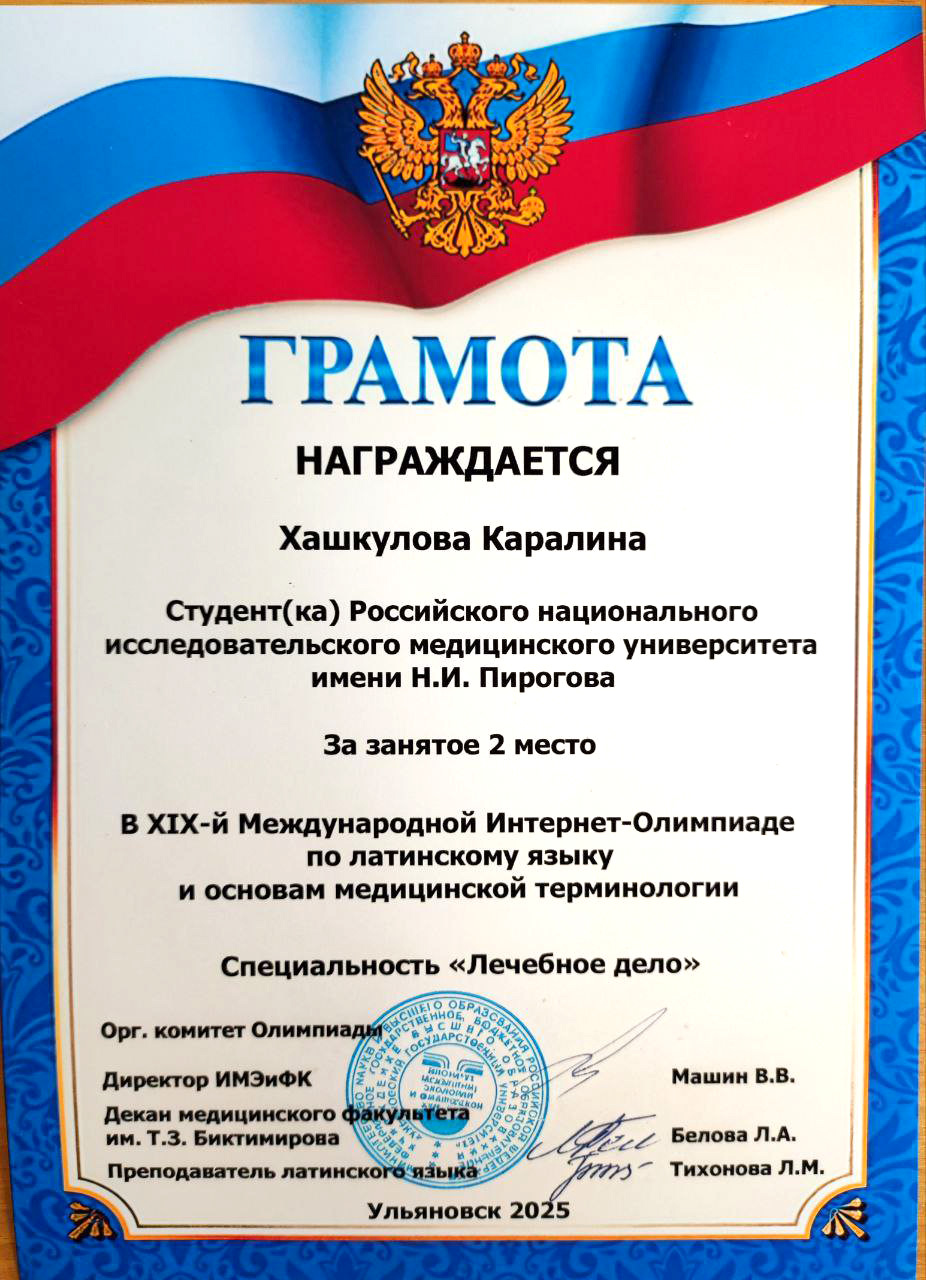 ГРАМОТА
НАГРАЖДАЕТСЯ
Хашкулова Каралина
Студент(ка) Российского национального
исследовательского медицинского университета
имени Н.И. Пирогова
За занятое 2 место
В XIX-й Международной Интернет-Олимпиаде
по латинскому языку
и основам медицинской терминологии
Специальность «Лечебное дело»
Орг. комитет Олимпиады
Директор ИМЭиФК Машин В.В.
Декан медицинского факультета
им. Т.З. Биктимирова Белова Л.А.
Преподаватель латинского языка Тихонова Л.М.
Ульяновск 2025